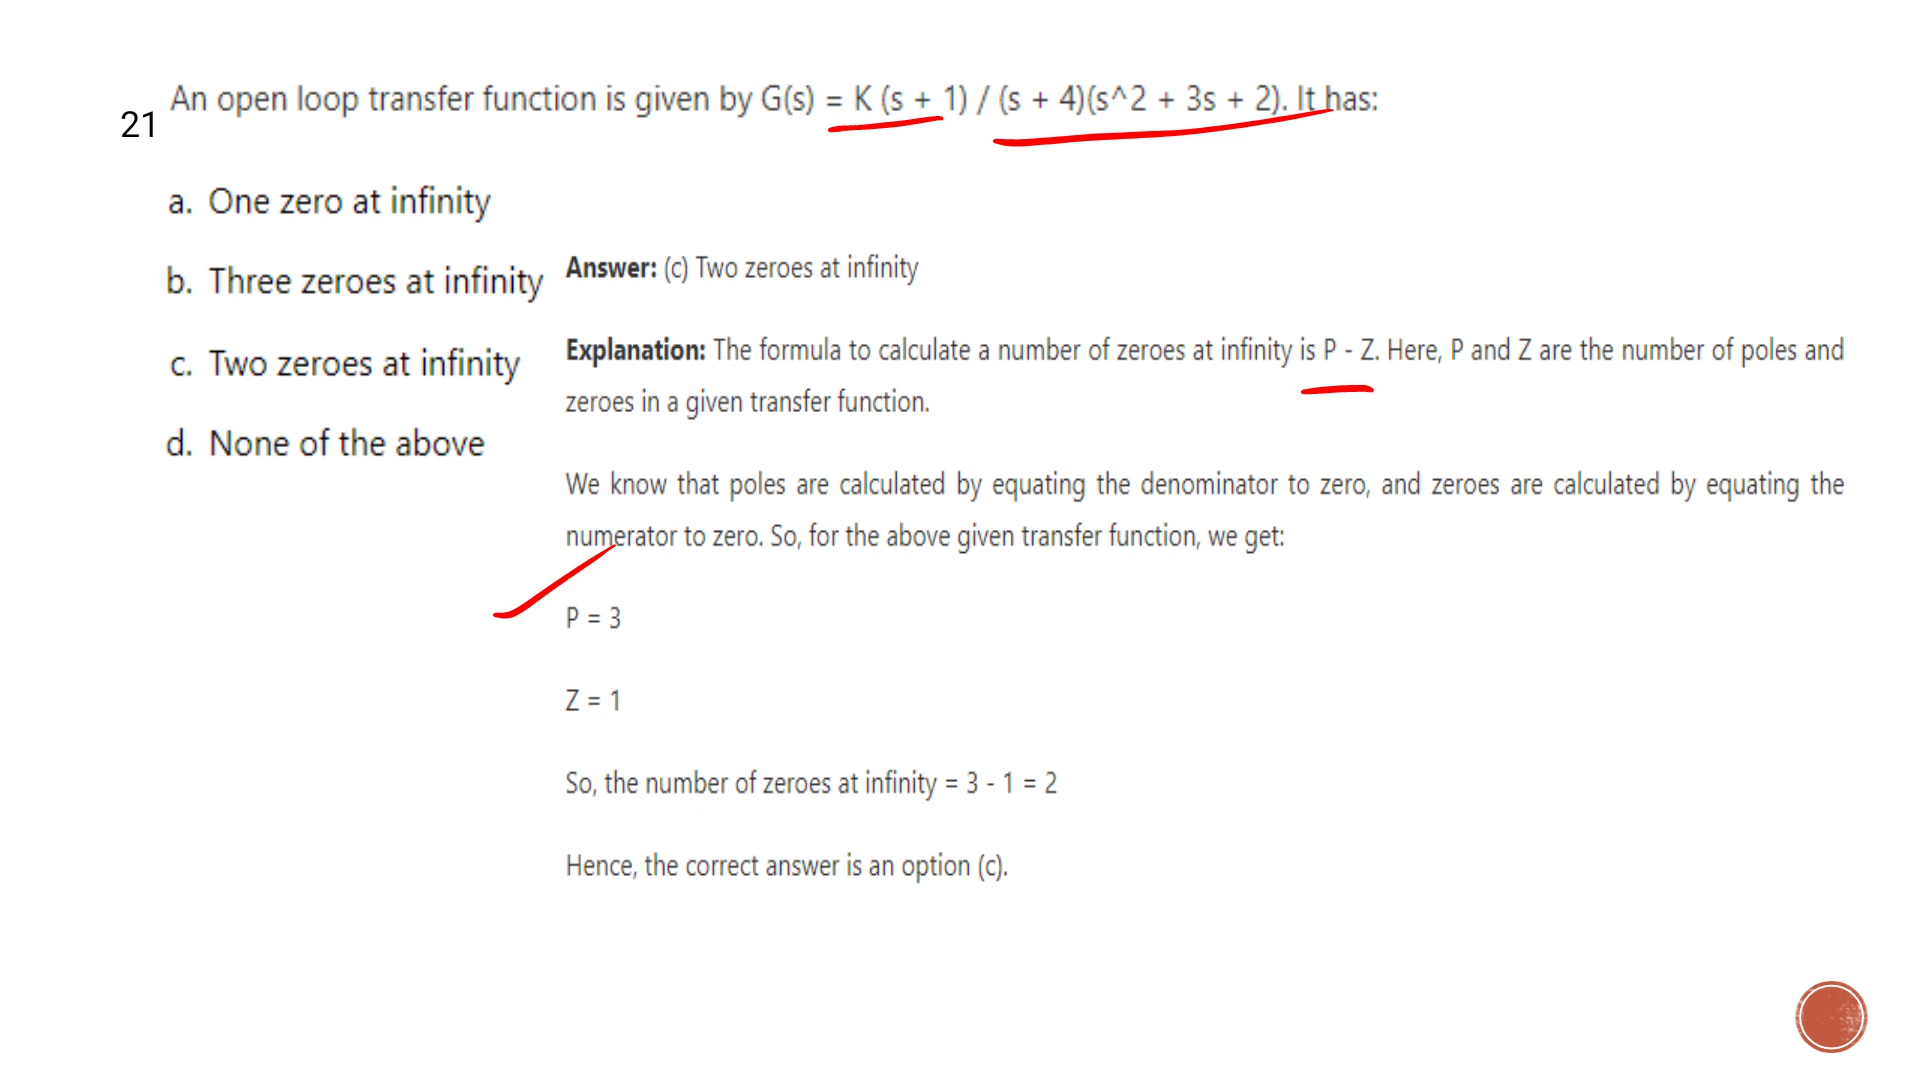 An open loop transfer function is given by G(s) = K (s + 1) / (s + 4)(s^2 + 3s + 2). It has:
21
a. One zero at infinity
b. Three zeroes at infinity
c. Two zeroes at infinity
d. None of the above
Answer: (c) Two zeroes at infinity
Explanation: The formula to calculate a number of zeroes at infinity is P - Z. Here, P and Z are the number of poles and
zeroes in a given transfer function.
We know that poles are calculated by equating the denominator to zero, and zeroes are calculated by equating the
numerator to zero. So, for the above given transfer function, we get:
P = 3
Z = 1
So, the number of zeroes at infinity = 3 - 1 = 2
Hence, the correct answer is an option (c).